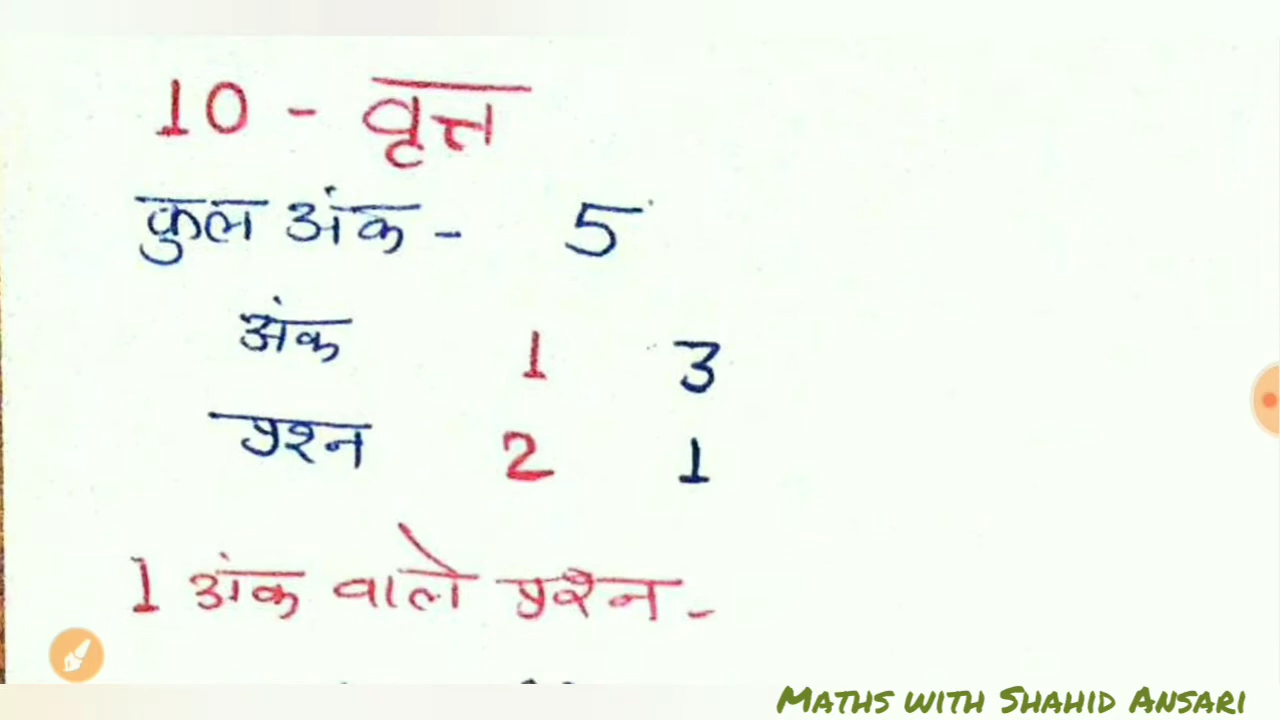 10 - वृत्त
कुल अंक - 5
अंक 1 3
प्रश्न 2 1
1 अंक वाले प्रश्न -
MATHS WITH SHAHID ANSARI